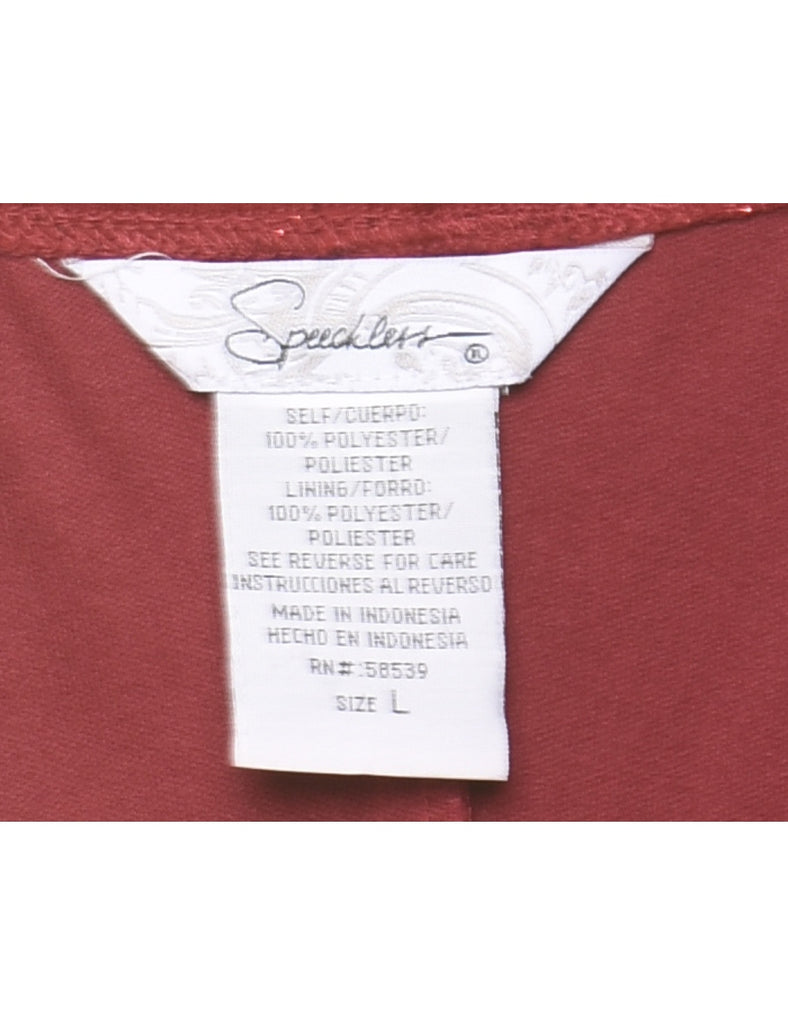 Speechless ®
SELF/CUERPO:
100% POLYESTER/
POLIESTER
LINING/FORRO:
100% POLYESTER/
POLIESTER
SEE REVERSE FOR CARE
INSTRUCCIONES AL REVERSO
MADE IN INDONESIA
HECHO EN INDONESIA
RN# :58539
SIZE L